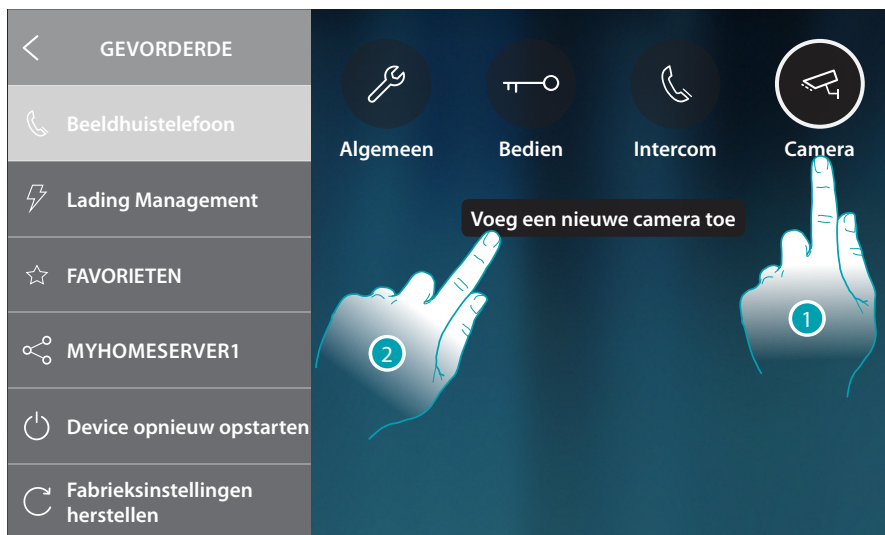 GEVORDERDE
Beeldhuistelefoon
Lading Management
FAVORIETEN
MYHOMESERVER1
Device opnieuw opstarten
Fabrieksinstellingen
herstellen
Algemeen
Bedien
Intercom
Camera
Voeg een nieuwe camera toe
1
2